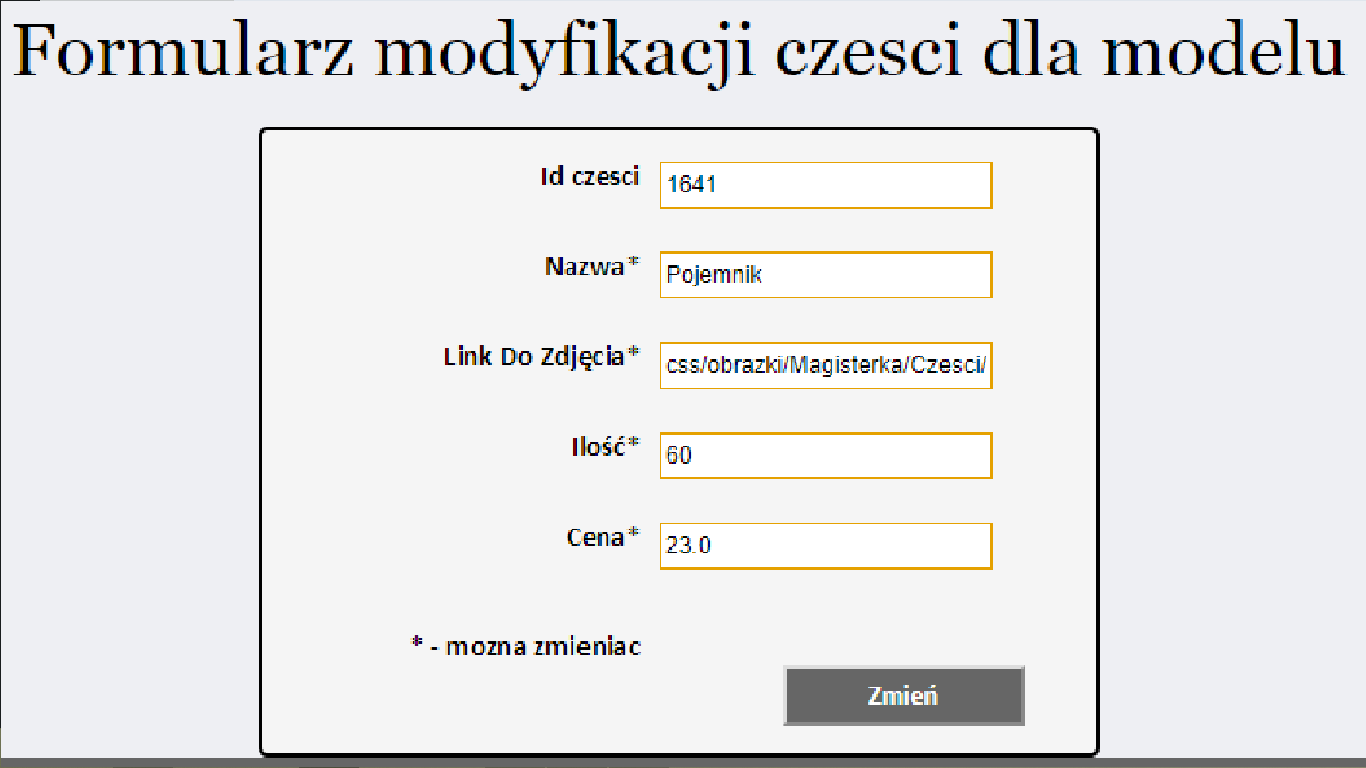 Formularz modyfikacji czesci dla modelu
Id czesci 1641
Nazwa* Pojemnik
Link Do Zdjęcia* css/obrazki/Magisterka/Czesci/
Ilość* 60
Cena* 23.0
* - mozna zmieniac
Zmień